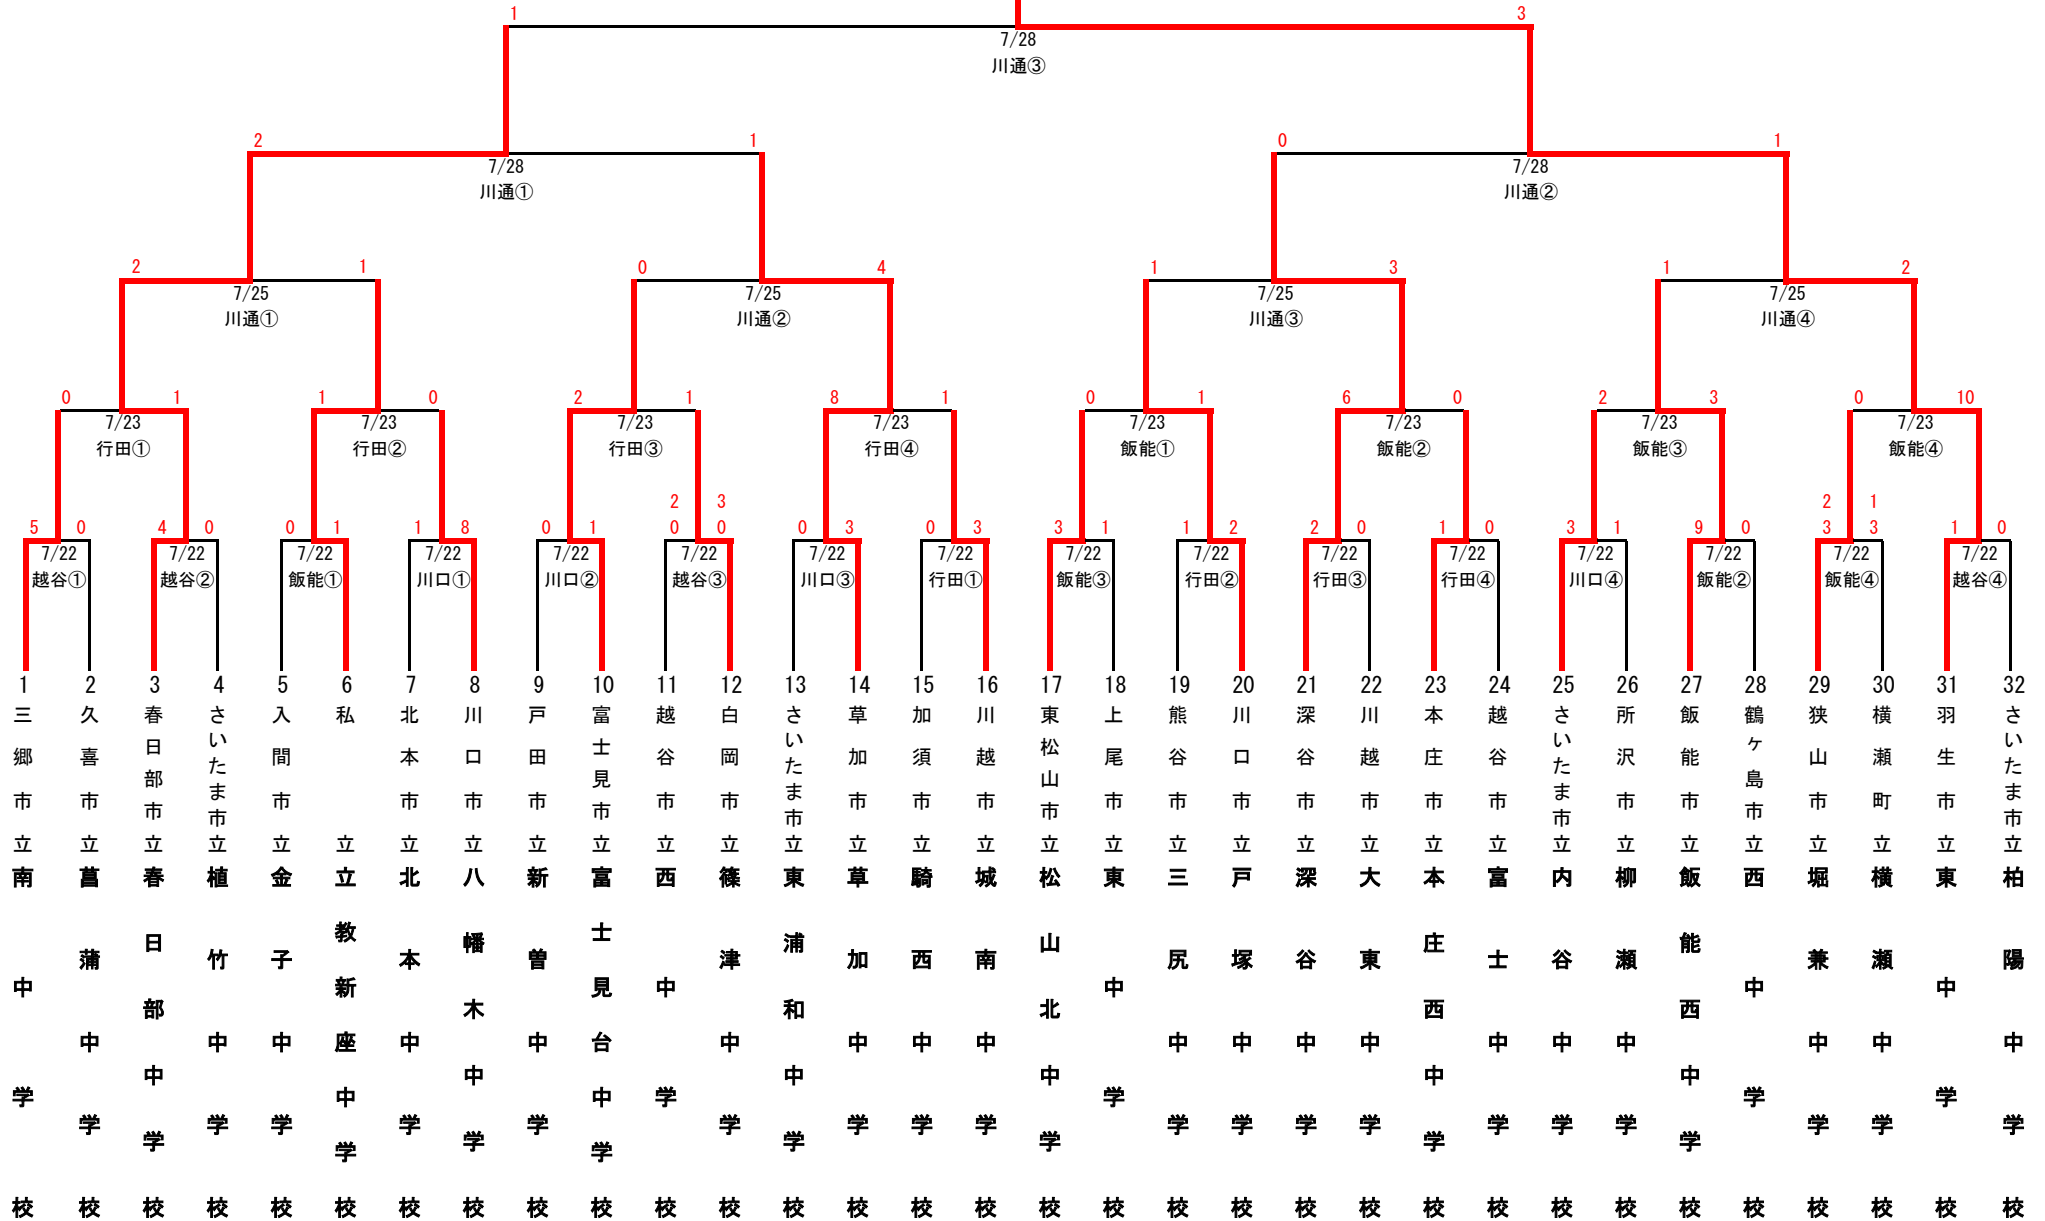 1 3
7/28
川通③
2 1 0 1
7/28 7/28
川通① 川通②
2 1 0 4 1 3 1 2
7/25 7/25 7/25 7/25
川通① 川通② 川通③ 川通④
0 1 1 0 2 1 8 1 0 1 6 0 2 3 0 10
7/23 7/23 7/23 7/23 7/23 7/23 7/23 7/23
行田① 行田② 行田③ 行田④ 飯能① 飯能② 飯能③ 飯能④
2 3 2 1
5 0 4 0 0 1 1 8 0 1 0 0 0 3 0 3 3 1 1 2 2 0 1 0 3 1 9 0 3 3 1 0
7/22 7/22 7/22 7/22 7/22 7/22 7/22 7/22 7/22 7/22 7/22 7/22 7/22 7/22 7/22 7/22
越谷① 越谷② 飯能① 川口① 川口② 越谷③ 川口③ 行田① 飯能③ 行田② 行田③ 行田④ 川口④ 飯能② 飯能④ 越谷④
1 三郷市立南中学校
2 久喜市立菖蒲中学校
3 春日部市立春日部中学校
4 さいたま市立植竹中学校
5 入間市立金子中学校
6 私立立教新座中学校
7 北本市立北本中学校
8 川口市立八幡木中学校
9 戸田市立新曽中学校
10 富士見市立富士見台中学校
11 越谷市立西中学校
12 白岡市立篠津中学校
13 さいたま市立東浦和中学校
14 草加市立草加中学校
15 加須市立騎西中学校
16 川越市立城南中学校
17 東松山市立松山北中学校
18 上尾市立東中学校
19 熊谷市立三尻中学校
20 川口市立戸塚中学校
21 深谷市立深谷中学校
22 川越市立大東中学校
23 本庄市立本庄西中学校
24 越谷市立富士中学校
25 さいたま市立内谷中学校
26 所沢市立柳瀬中学校
27 飯能市立飯能西中学校
28 鶴ヶ島市立西中学校
29 狭山市立堀兼中学校
30 横瀬町立横瀬中学校
31 羽生市立東中学校
32 さいたま市立柏陽中学校